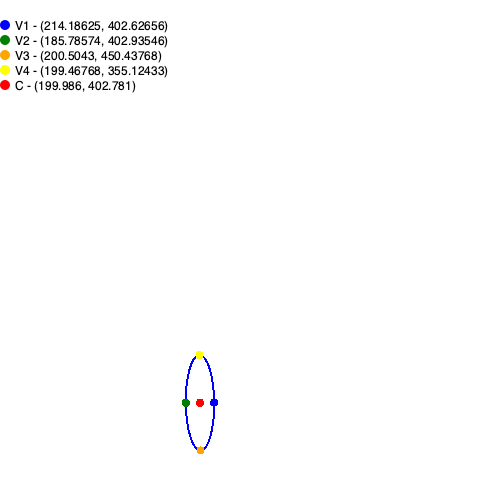 V1 - (214.18625, 402.62656)
V2 - (185.78574, 402.93546)
V3 - (200.5043, 450.43768)
V4 - (199.46768, 355.12433)
C - (199.986, 402.781)